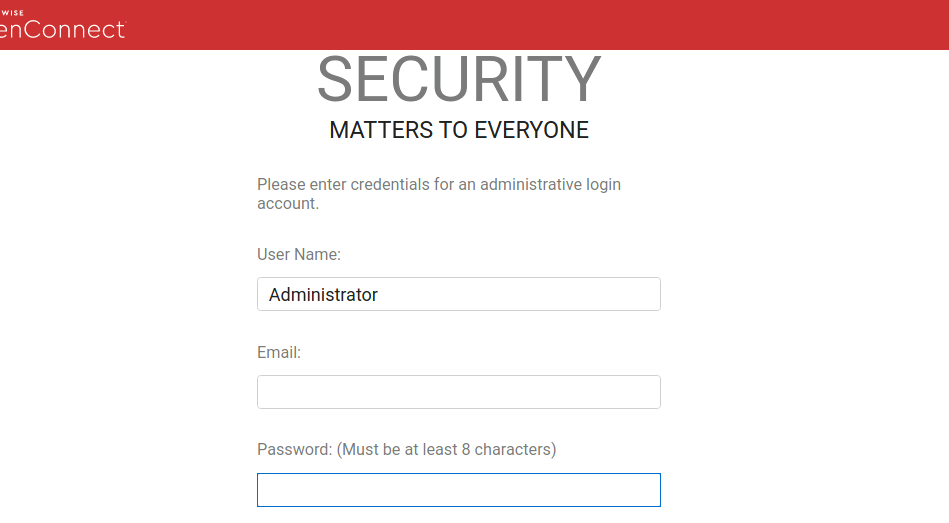 WISE
enConnect
SECURITY
MATTERS TO EVERYONE
Please enter credentials for an administrative login
account.
User Name:
Administrator
Email:
Password: (Must be at least 8 characters)